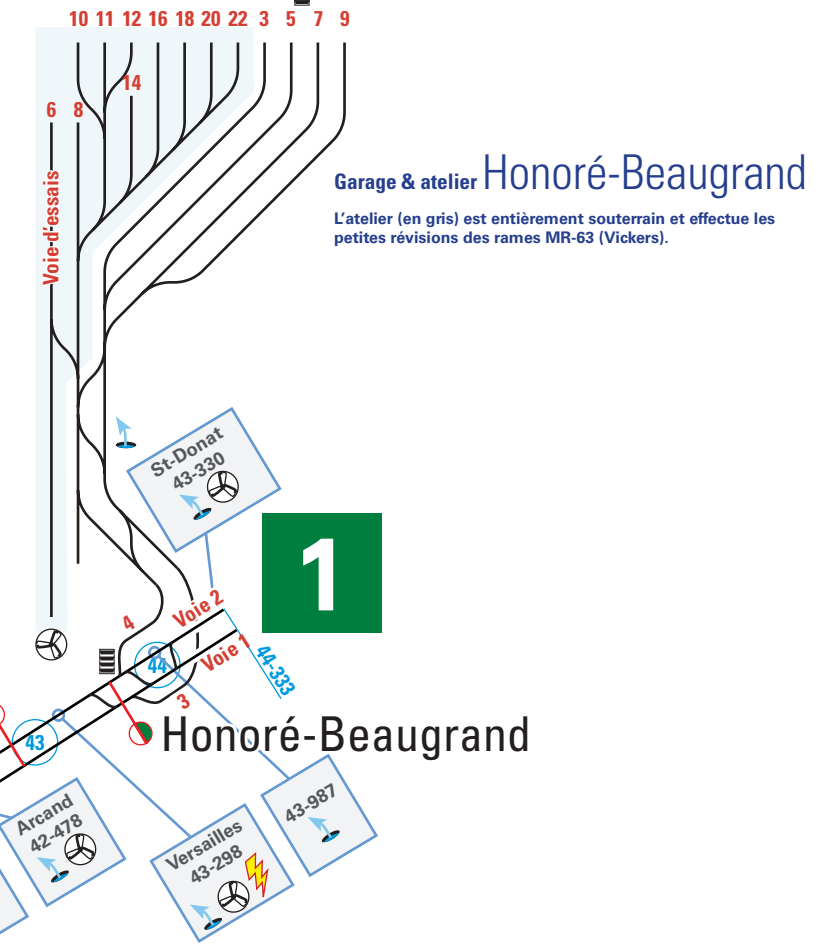 10 11 12 16 18 20 22 3 5 7 9
14
6 8
Voie d'essais
Garage & atelier Honoré-Beaugrand
L'atelier (en gris) est entièrement souterrain et effectue les
petites révisions des rames MR-63 (Vickers).
St-Donat
43-330
1
4
Voie 2
Voie 1
44
44-333
3
43
Honoré-Beaugrand
Arcand
42-478
Versailles
43-298
43-987